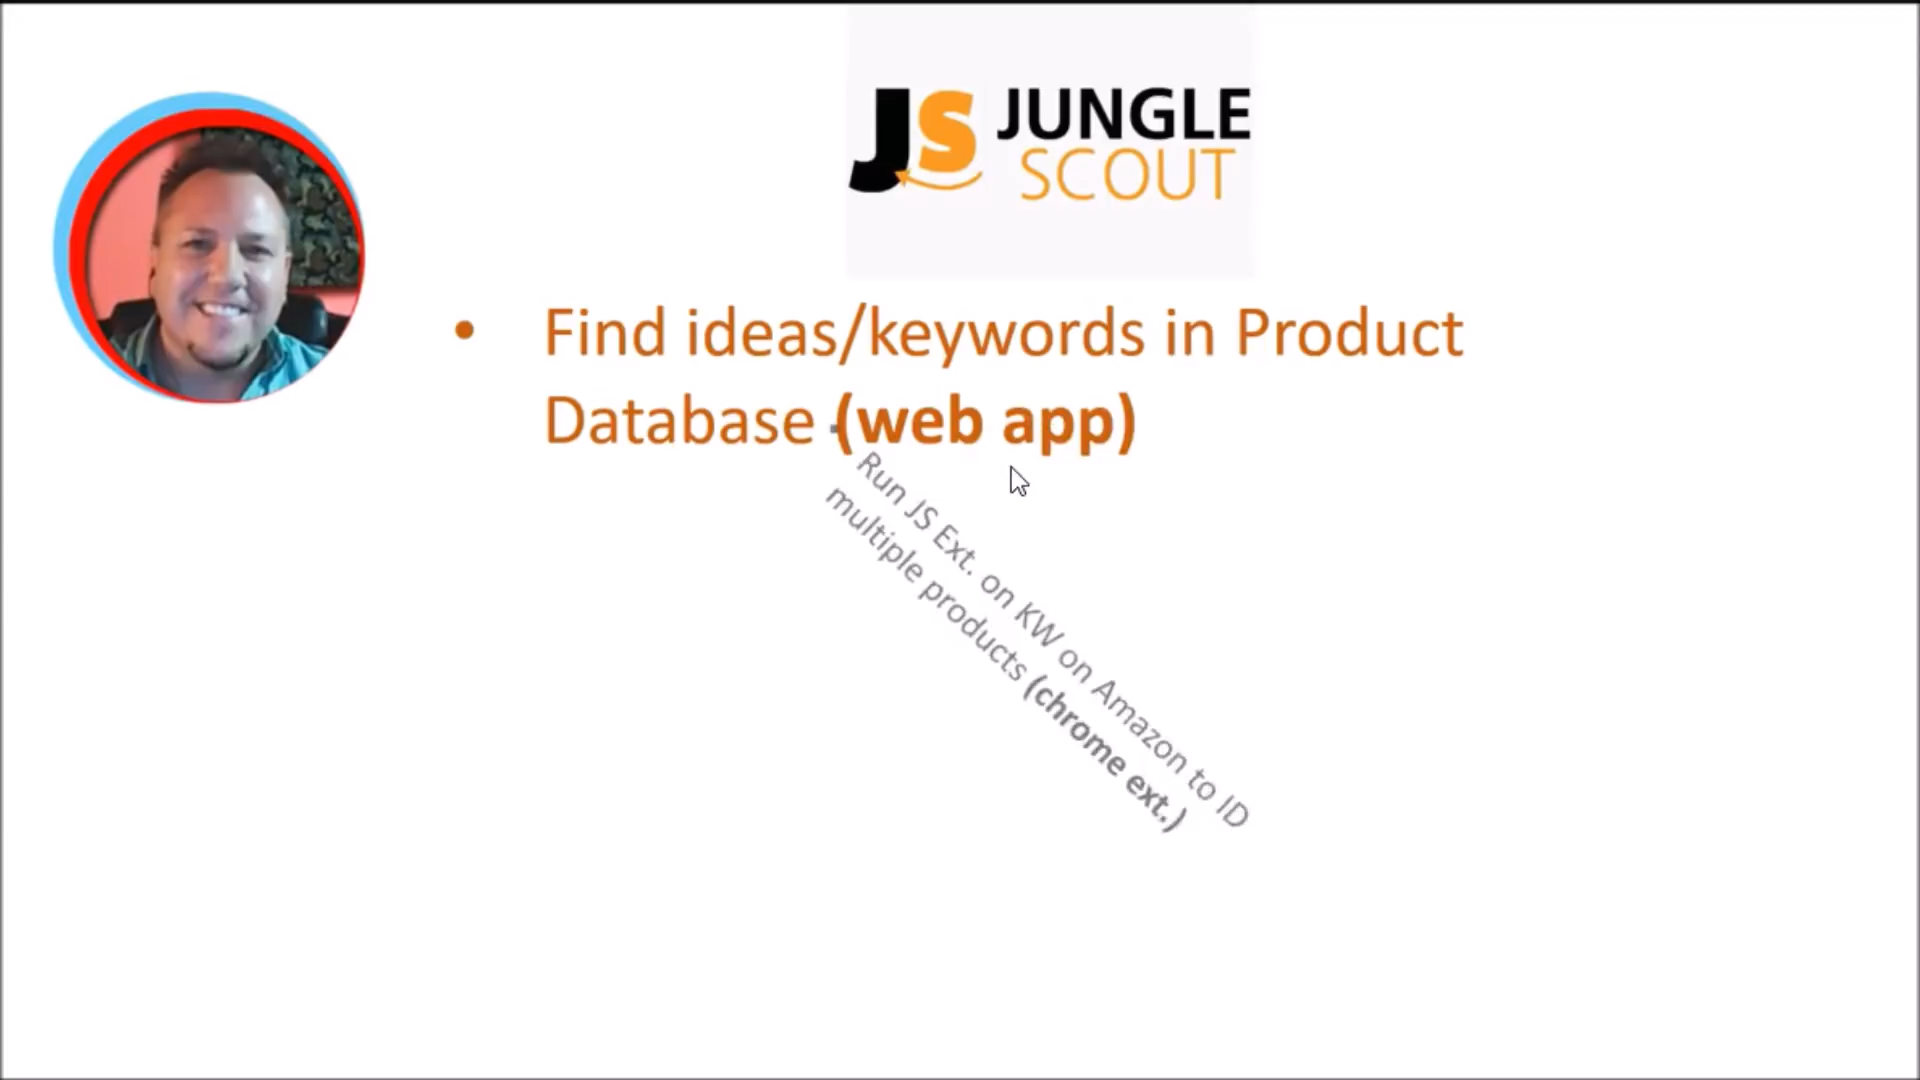 JS JUNGLE
SCOUT
• Find ideas/keywords in Product
Database (web app)
Run JS Ext. on KW on Amazon to ID
multiple products (chrome ext.)